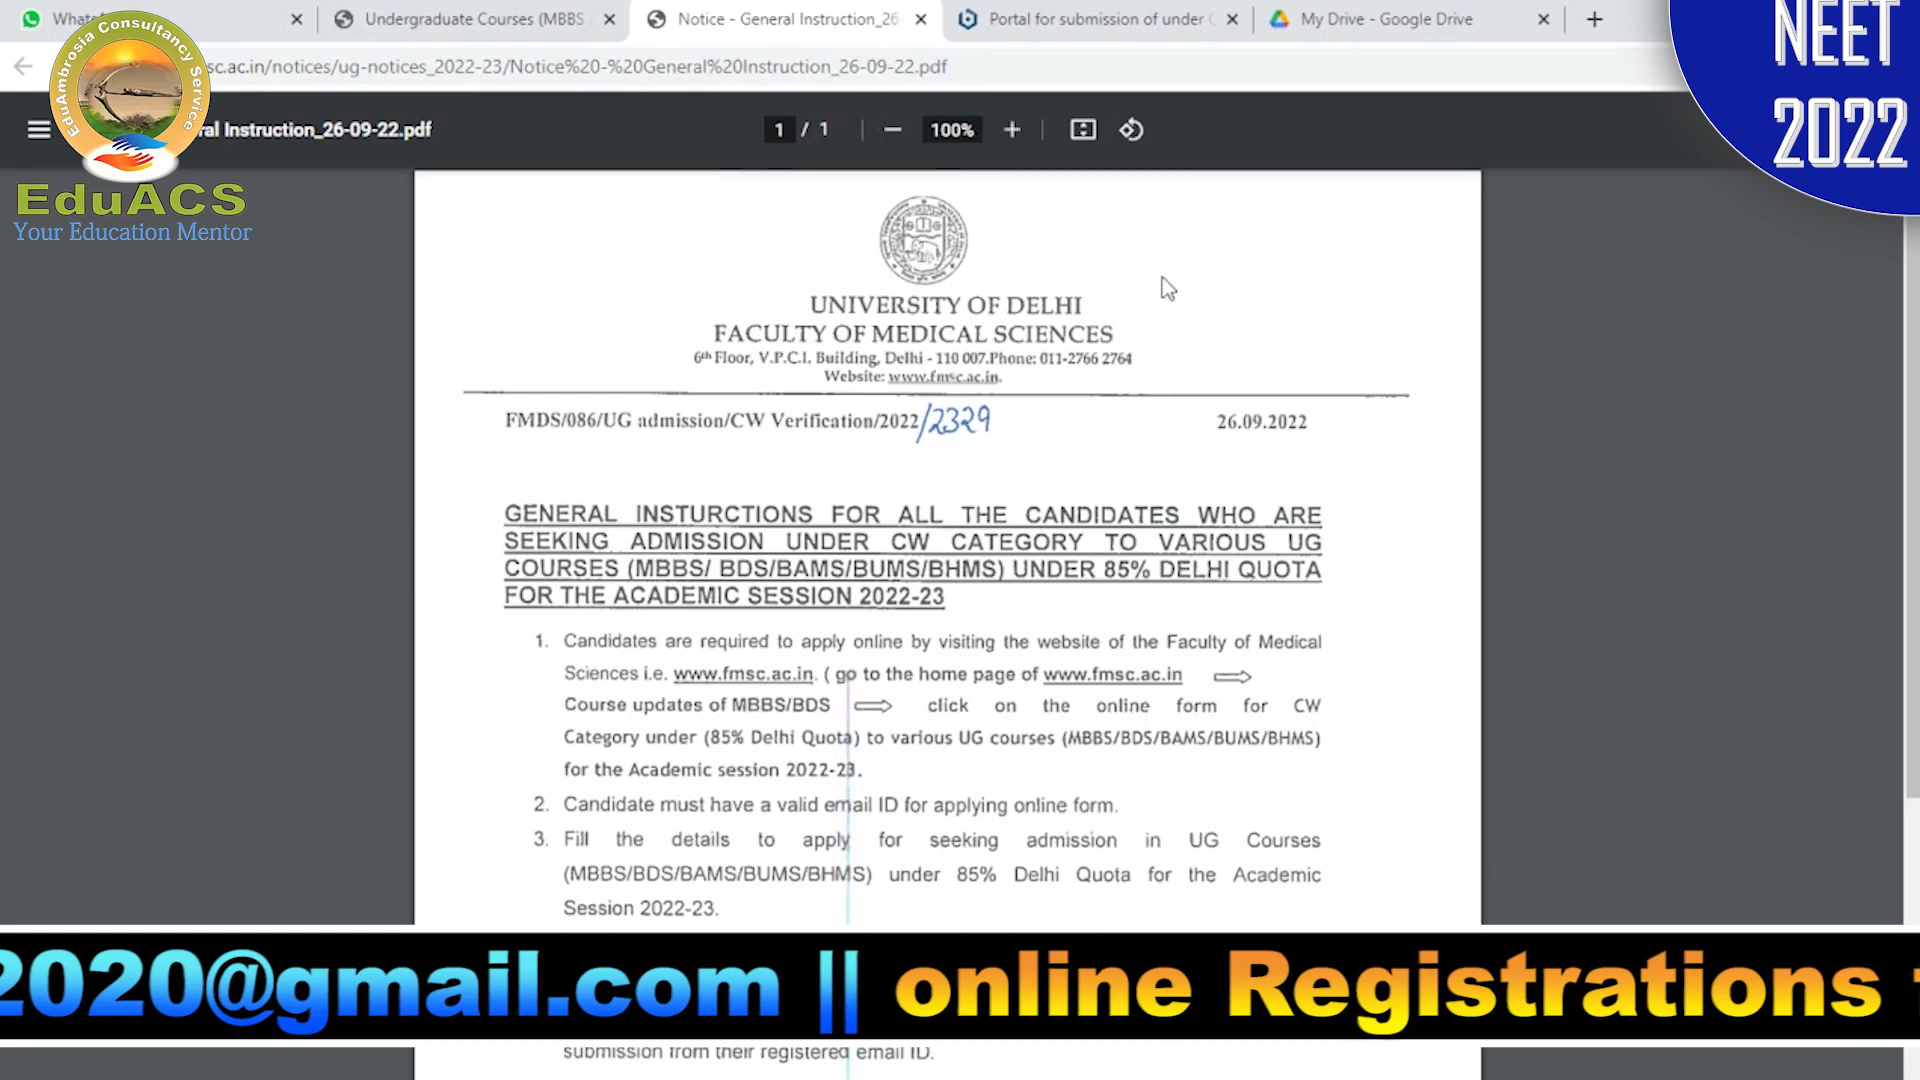 WhatsA
Undergraduate Courses (MBBS
Notice - General Instruction_26-
Portal for submission of under
My Drive - Google Drive
sc.ac.in/notices/ug-notices_2022-23/Notice%20-%20General%20Instruction_26-09-22.pdf
ral Instruction_26-09-22.pdf
1 / 1
100%
NEET
2022
EduAmbrosia Consultancy Service
EduACS
Your Education Mentor
UNIVERSITY OF DELHI
FACULTY OF MEDICAL SCIENCES
6th Floor, V.P.C.I. Building, Delhi - 110 007.Phone: 011-2766 2764
Website: www.fmsc.ac.in.
FMDS/086/UG admission/CW Verification/2022/2329
26.09.2022
GENERAL INSTURCTIONS FOR ALL THE CANDIDATES WHO ARE
SEEKING ADMISSION UNDER CW CATEGORY TO VARIOUS UG
COURSES (MBBS/ BDS/BAMS/BUMS/BHMS) UNDER 85% DELHI QUOTA
FOR THE ACADEMIC SESSION 2022-23
1. Candidates are required to apply online by visiting the website of the Faculty of Medical
Sciences i.e. www.fmsc.ac.in. ( go to the home page of www.fmsc.ac.in ⇨
Course updates of MBBS/BDS ⇨ click on the online form for CW
Category under (85% Delhi Quota) to various UG courses (MBBS/BDS/BAMS/BUMS/BHMS)
for the Academic session 2022-23.
2. Candidate must have a valid email ID for applying online form.
3. Fill the details to apply for seeking admission in UG Courses
(MBBS/BDS/BAMS/BUMS/BHMS) under 85% Delhi Quota for the Academic
Session 2022-23.
2020@gmail.com || online Registrations
submission from their registered email ID.